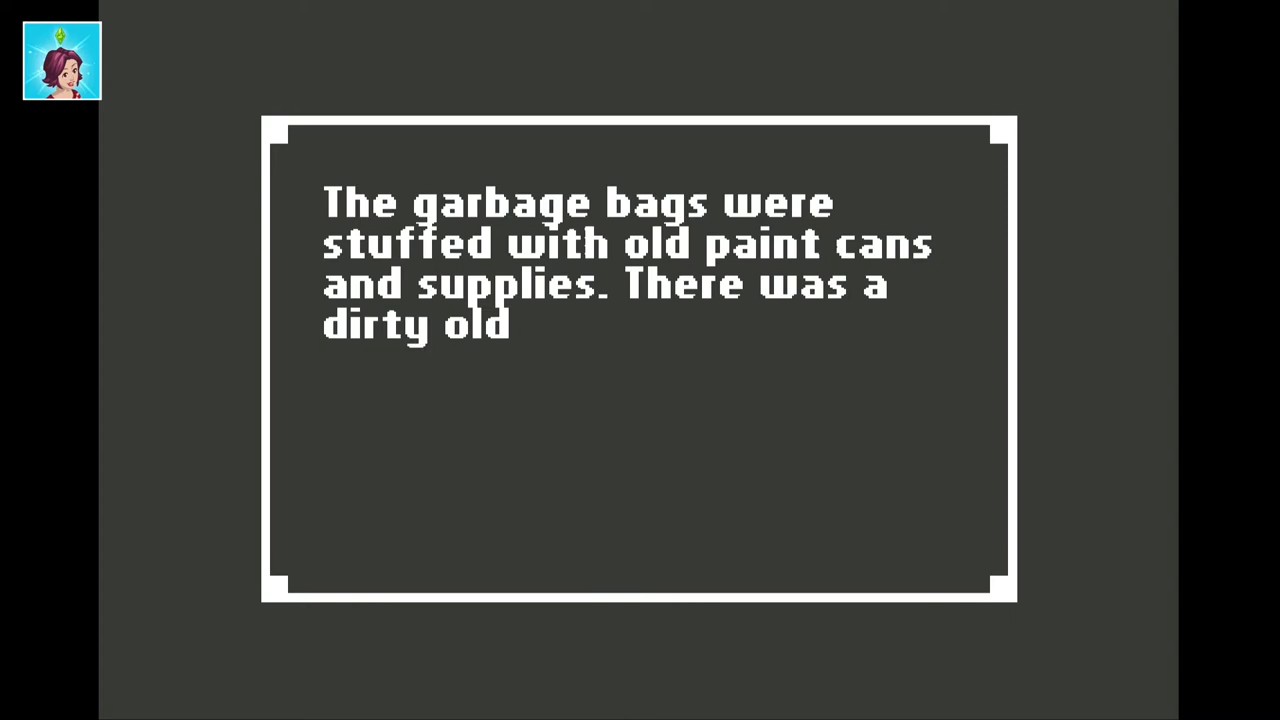 The garbage bags were
stuffed with old paint cans
and supplies. There was a
dirty old